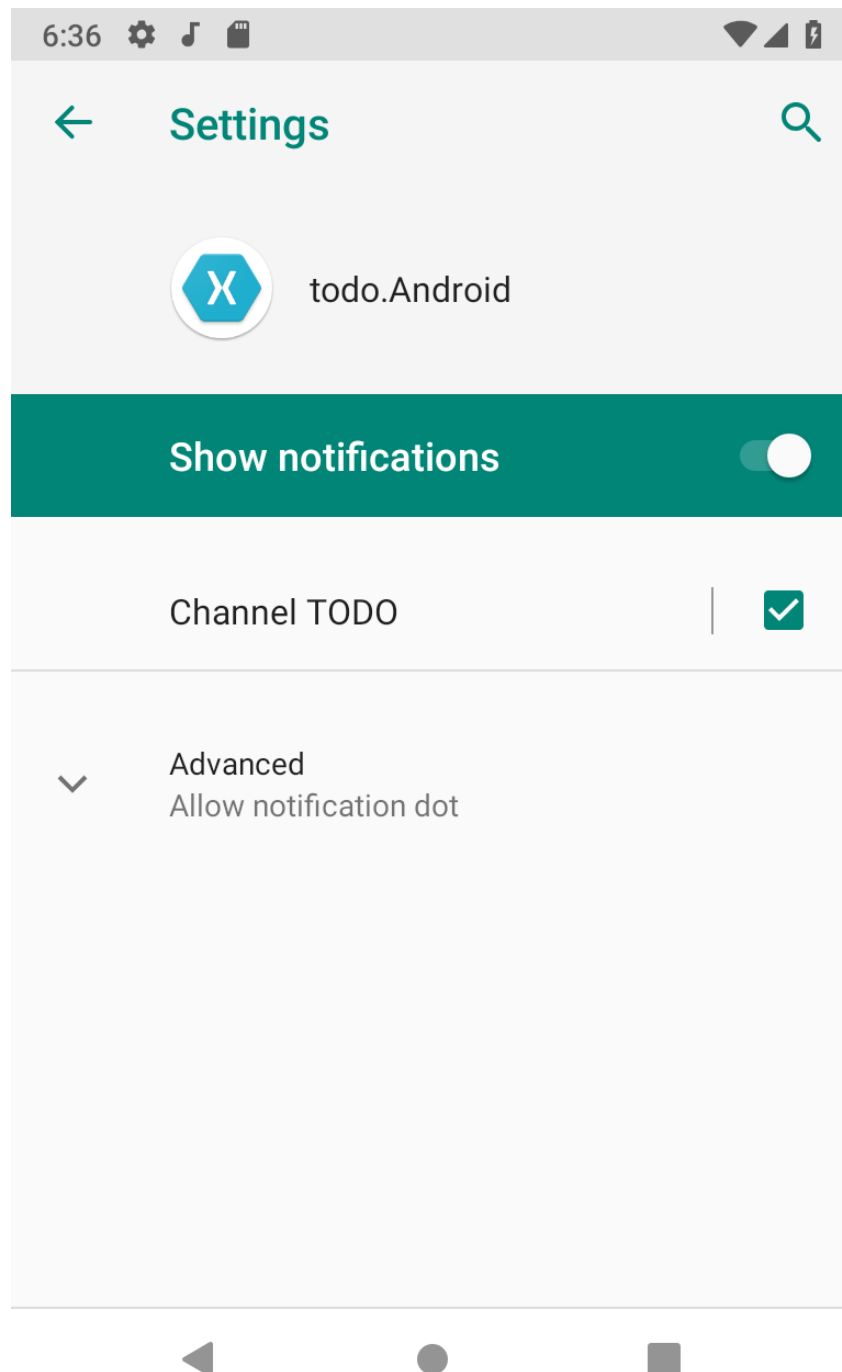 6:36
Settings
X
todo.Android
Show notifications
Channel TODO
Advanced
Allow notification dot